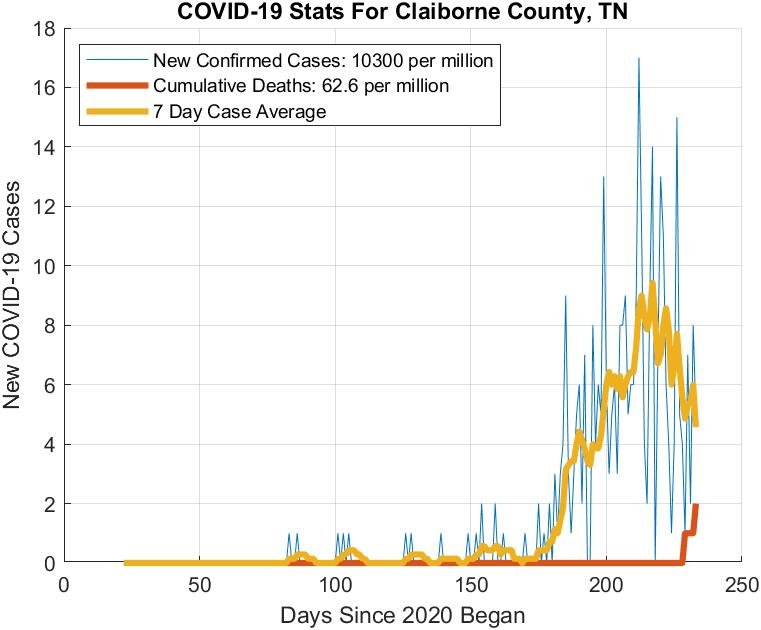 COVID-19 Stats For Claiborne County, TN
New Confirmed Cases: 10300 per million
Cumulative Deaths: 62.6 per million
7 Day Case Average
New COVID-19 Cases
18
16
14
12
10
8
6
4
2
0
0 50 100 150 200 250
Days Since 2020 Began